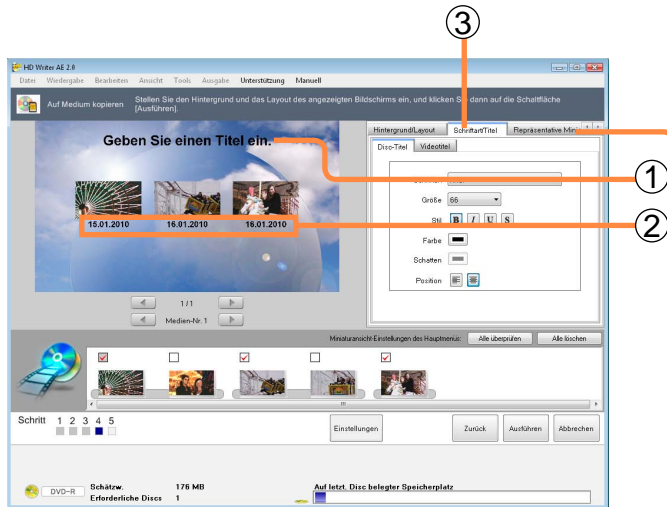 ③
HD Writer AE 2.0
Datei Wiedergabe Bearbeiten Ansicht Tools Ausgabe Unterstützung Manuell
Auf Medium kopieren
Stellen Sie den Hintergrund und das Layout des angezeigten Bildschirms ein, und klicken Sie dann auf die Schaltfläche
[Ausführen].
Geben Sie einen Titel ein.
15.01.2010 16.01.2010 16.01.2010
1/1
Medien-Nr. 1
Hintergrund/Layout Schriftart/Titel Repräsentative
Disc-Titel Videotitel
Größe 66
Stil B I U S
Farbe
Schatten
Position
①
②
Miniaturansicht-Einstellungen des Hauptmenüs: Alle überprüfen Alle löschen
Schritt 1 2 3 4 5
Einstellungen Zurück Ausführen Abbrechen
DVD-R
Schätzw. 176 MB
Erforderliche Discs 1
Auf letzt. Disc belegter Speicherplatz